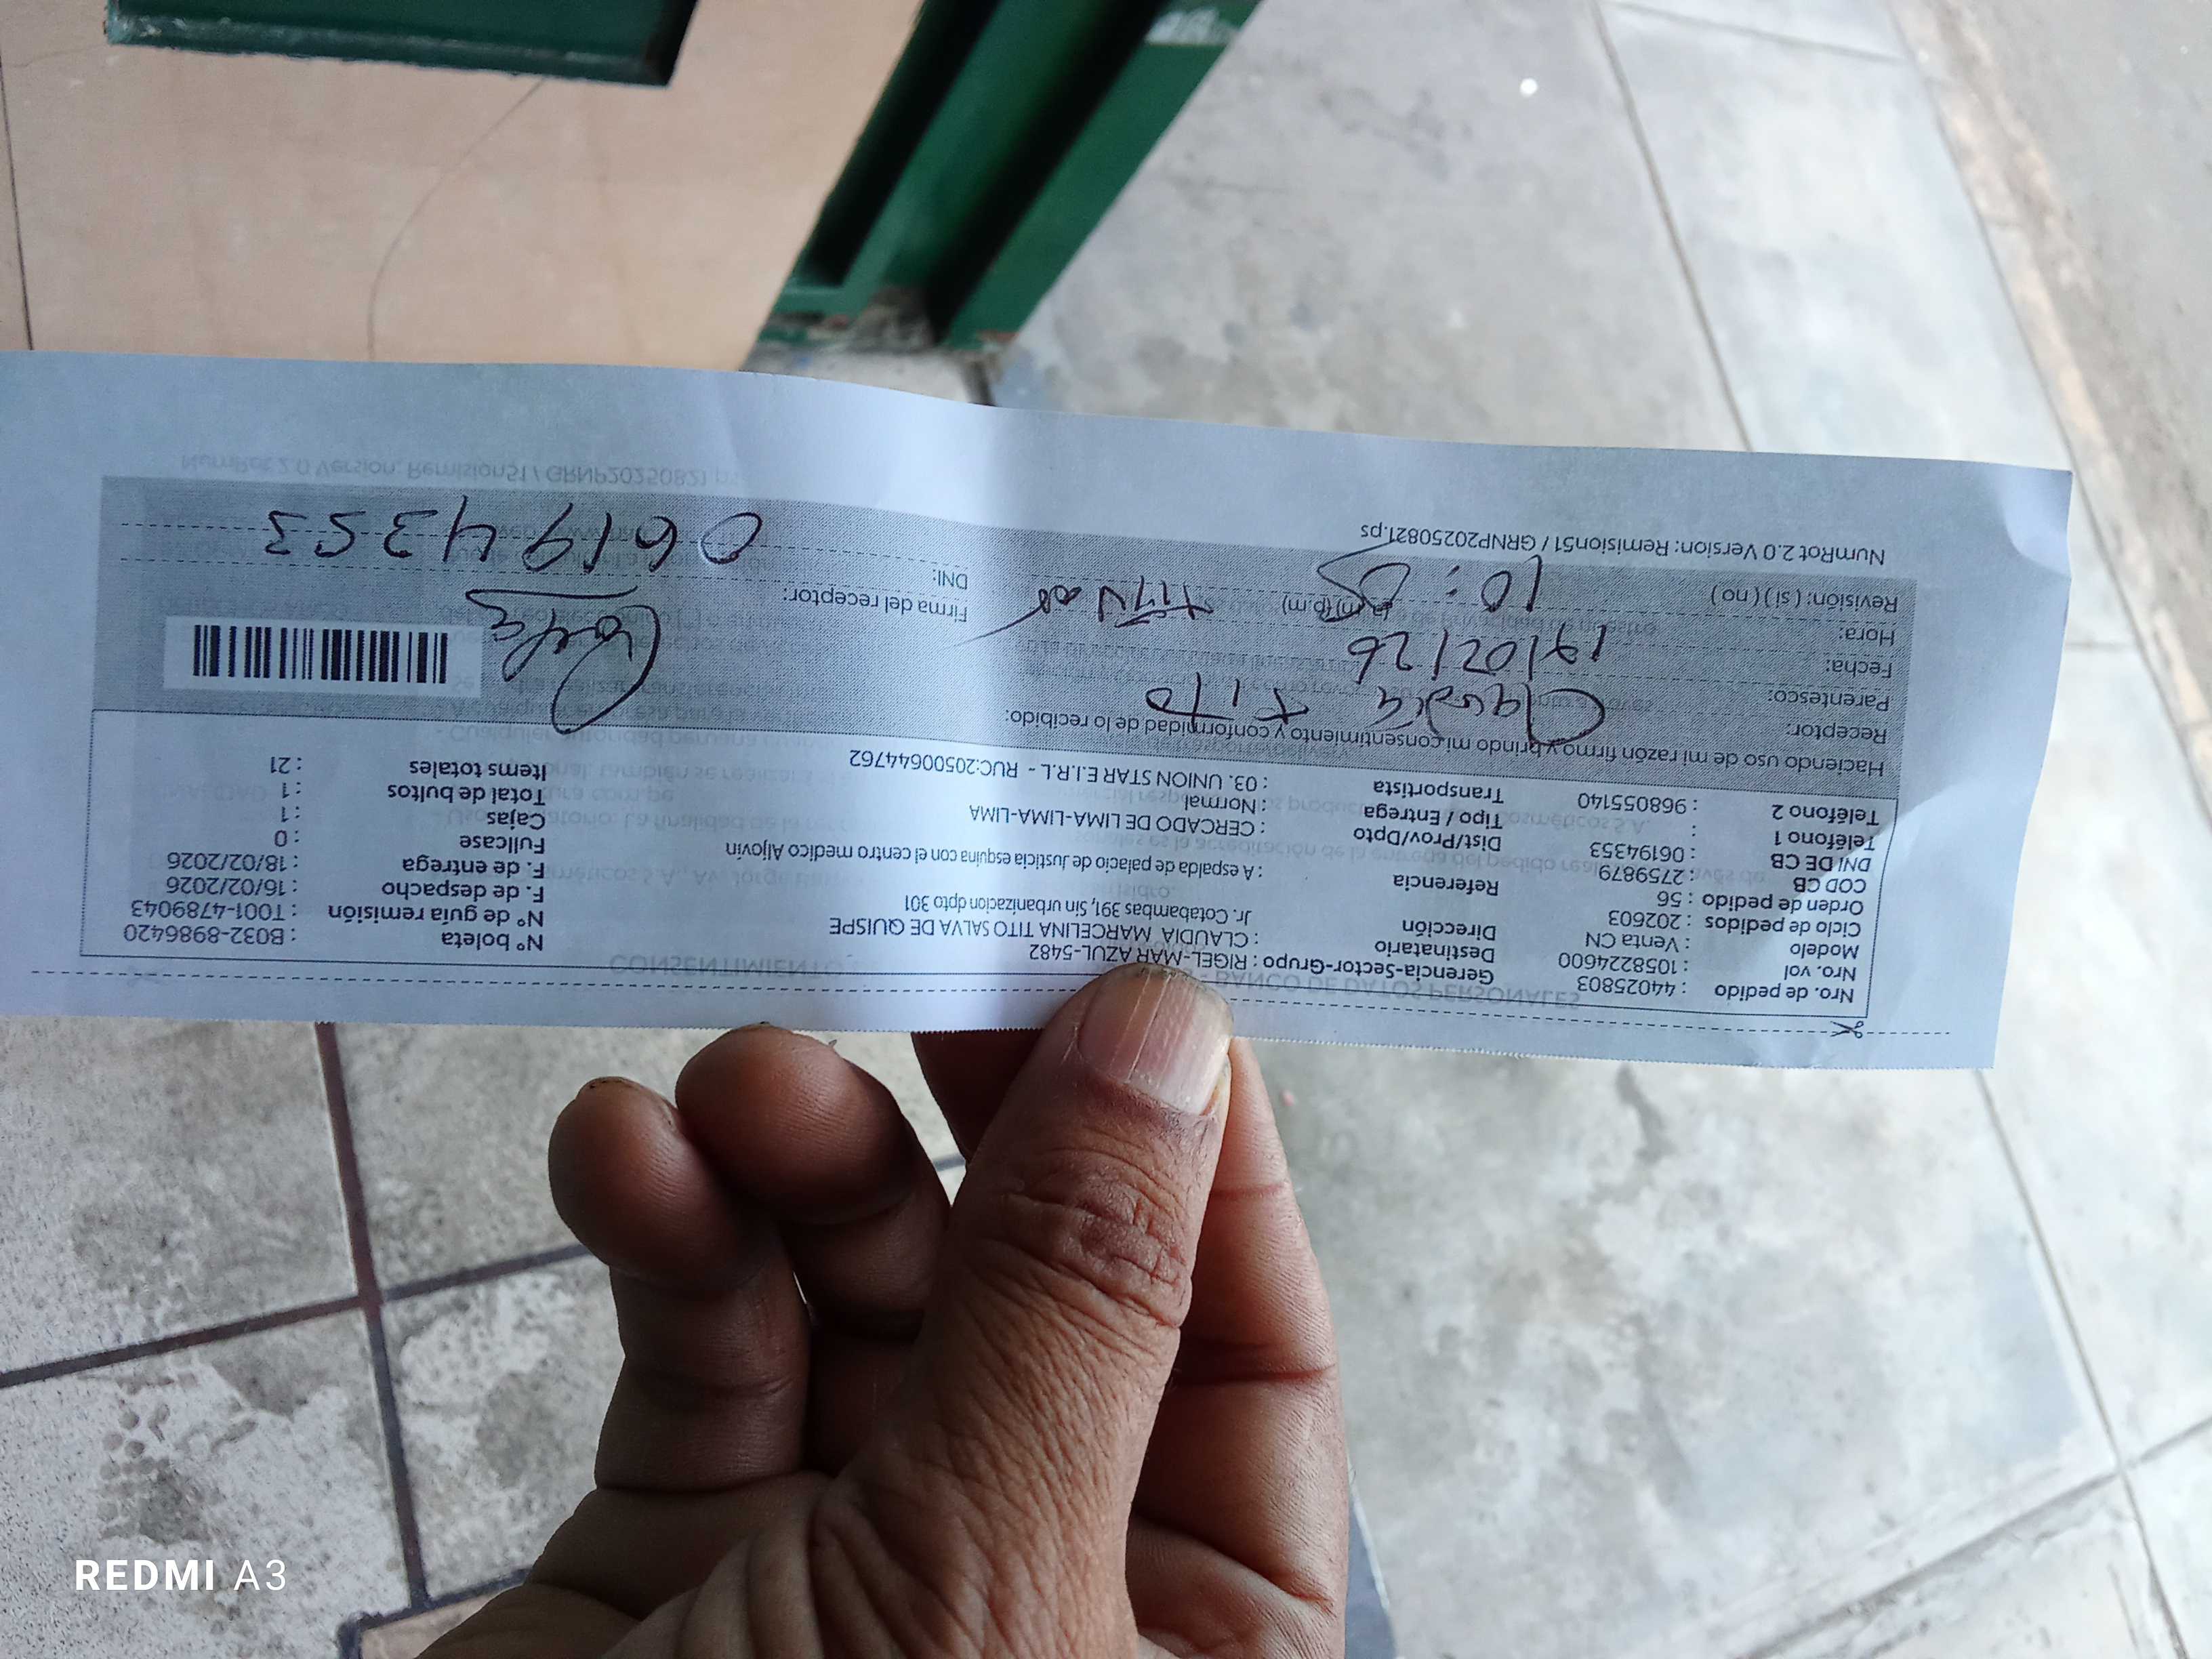 Nro. de pedido : 44025803 Gerencia-Sector-Grupo : RIGEL-MAR AZUL-5482 N° boleta : B032-8986420
Nro. vol : 1058224600 Destinatario : CLAUDIA MARCELINA TITO SALVA DE QUISPE N° de guia remisión : T001-4789043
Modelo : Venta CN Dirección Jr. Cotabambas 391, Sin urbanizacion dpto 301 F. de despacho : 16/02/2026
Ciclo de pedidos : 202603 F. de entrega : 18/02/2026
Orden de pedido : 56 Referencia : A espalda de palacio de Justicia esquina con el centro medico Aljovin Fullcase : 0
COD CB : 2759879 Cajas : 1
DNI DE CB : 06194353 Dist/Prov/Dpto : CERCADO DE LIMA-LIMA-LIMA Total de bultos : 1
Teléfono 1 : Tipo / Entrega : Normal Items totales : 21
Teléfono 2 : 968055140 Transportista : 03. UNION STAR E.I.R.L - RUC:20500644762
Haciendo uso de mi razón firmo y brindo mi consentimiento y conformidad de lo recibido:
Receptor: Claudia Tito
Parentesco:
Fecha: 19/02/26
Hora: 10:05 (a.m) (p.m) Firma del receptor:
Revisión: (si) (no) DNI: 06194353
NumRot 2.0 Version: Remision51 / GRNP20250821.ps
REDMI A3